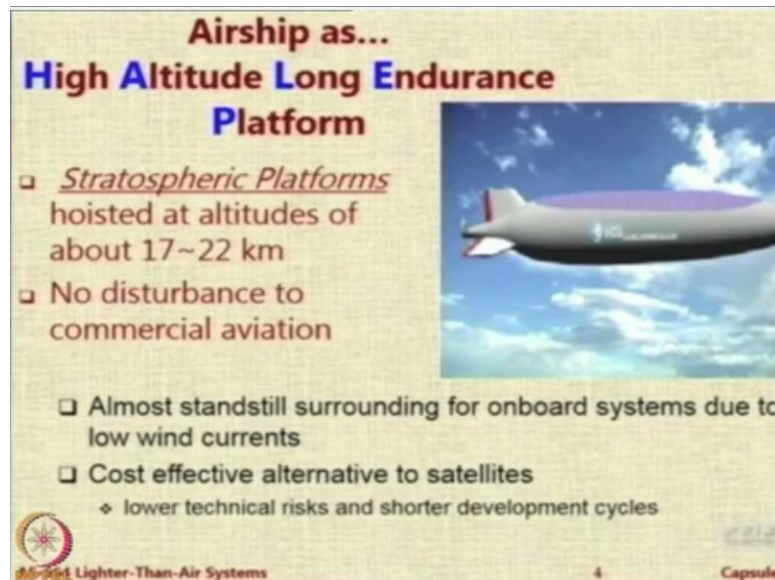 Airship as...
High Altitude Long Endurance
Platform
❑ Stratospheric Platforms
hoisted at altitudes of
about 17~22 km
❑ No disturbance to
commercial aviation
❑ Almost standstill surrounding for onboard systems due to
low wind currents
❑ Cost effective alternative to satellites
❖ lower technical risks and shorter development cycles
Lighter-Than-Air Systems
4
Capsule